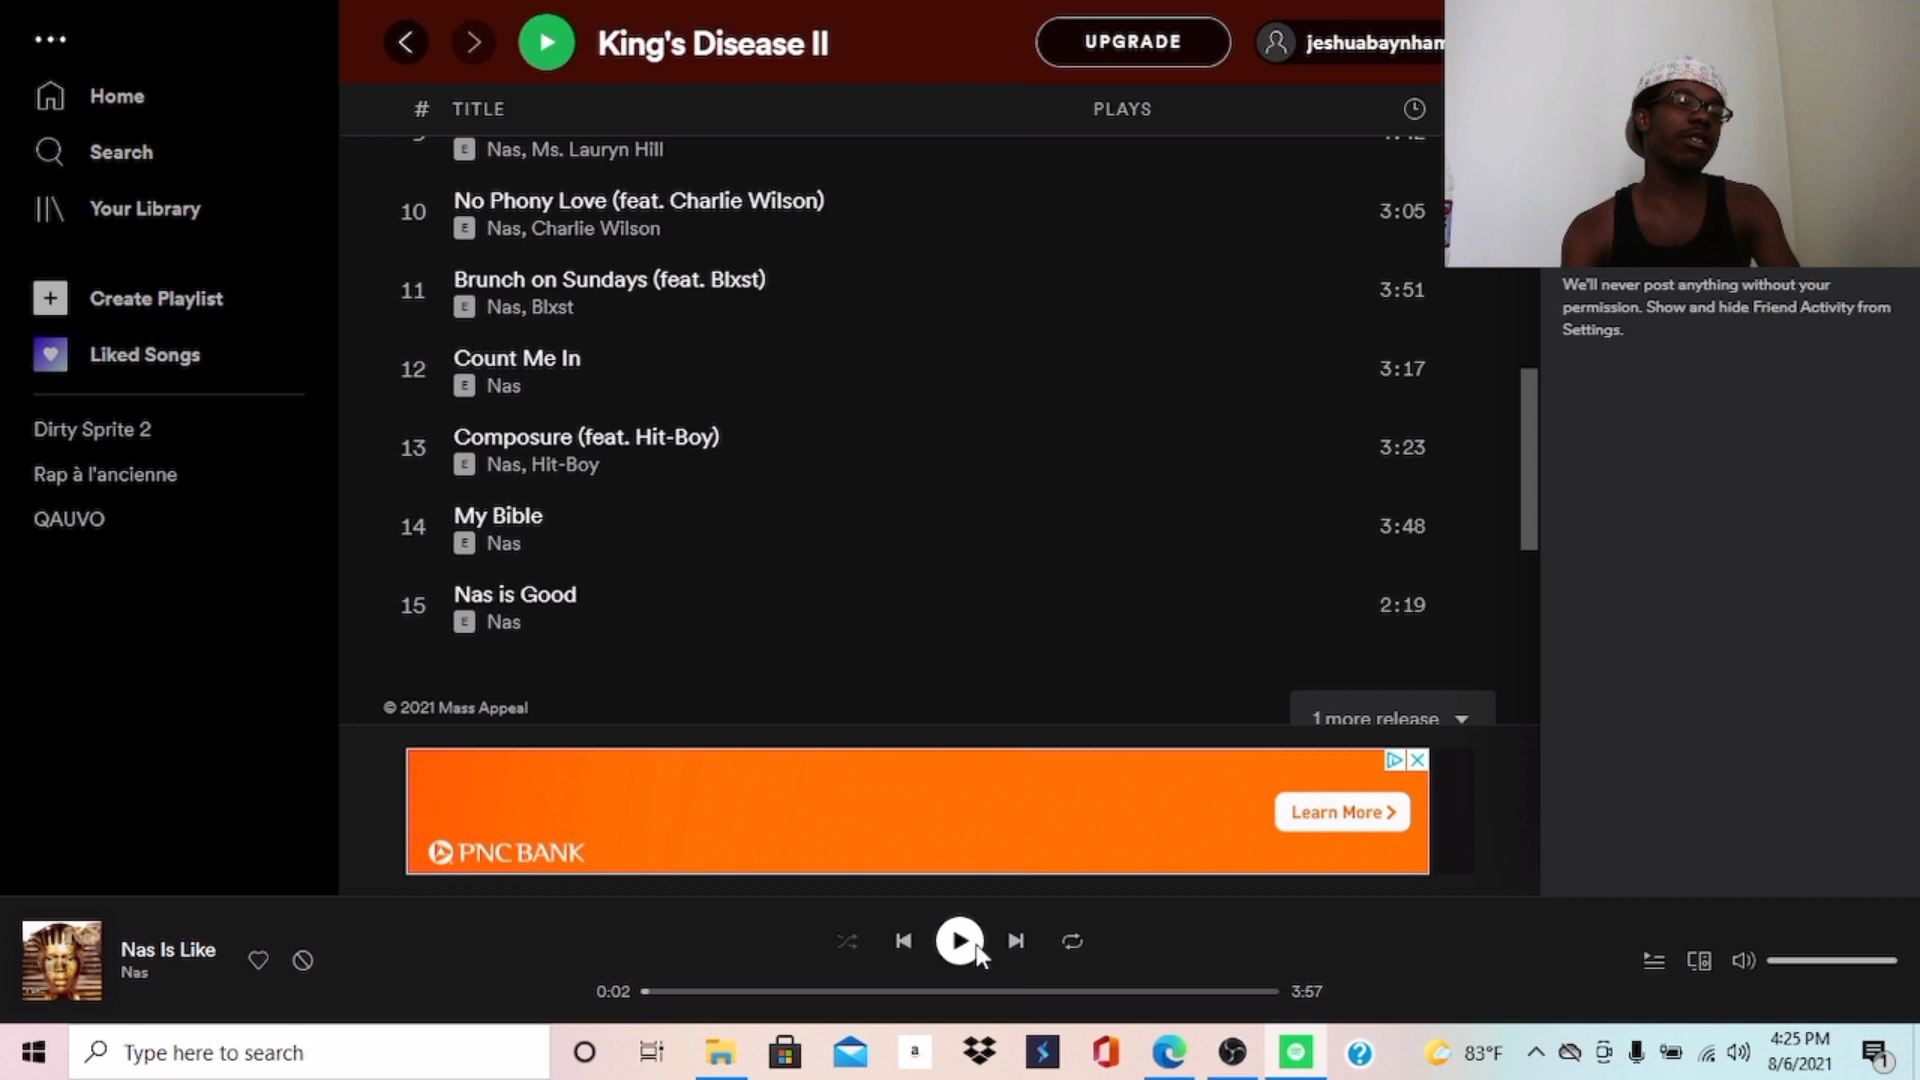 King's Disease II
UPGRADE
jeshuabaynham
Home
Search
Your Library
Create Playlist
Liked Songs
Dirty Sprite 2
Rap à l'ancienne
QAUVO
# TITLE PLAYS
E Nas, Ms. Lauryn Hill
10 No Phony Love (feat. Charlie Wilson) 3:05
E Nas, Charlie Wilson
11 Brunch on Sundays (feat. Blxst) 3:51
E Nas, Blxst
12 Count Me In 3:17
E Nas
13 Composure (feat. Hit-Boy) 3:23
E Nas, Hit-Boy
14 My Bible 3:48
E Nas
15 Nas is Good 2:19
E Nas
© 2021 Mass Appeal
1 more release
We'll never post anything without your
permission. Show and hide Friend Activity from
Settings.
Learn More >
PNC BANK
Nas Is Like
Nas
0:02 3:57
Type here to search
a
83°F
4:25 PM
8/6/2021
1